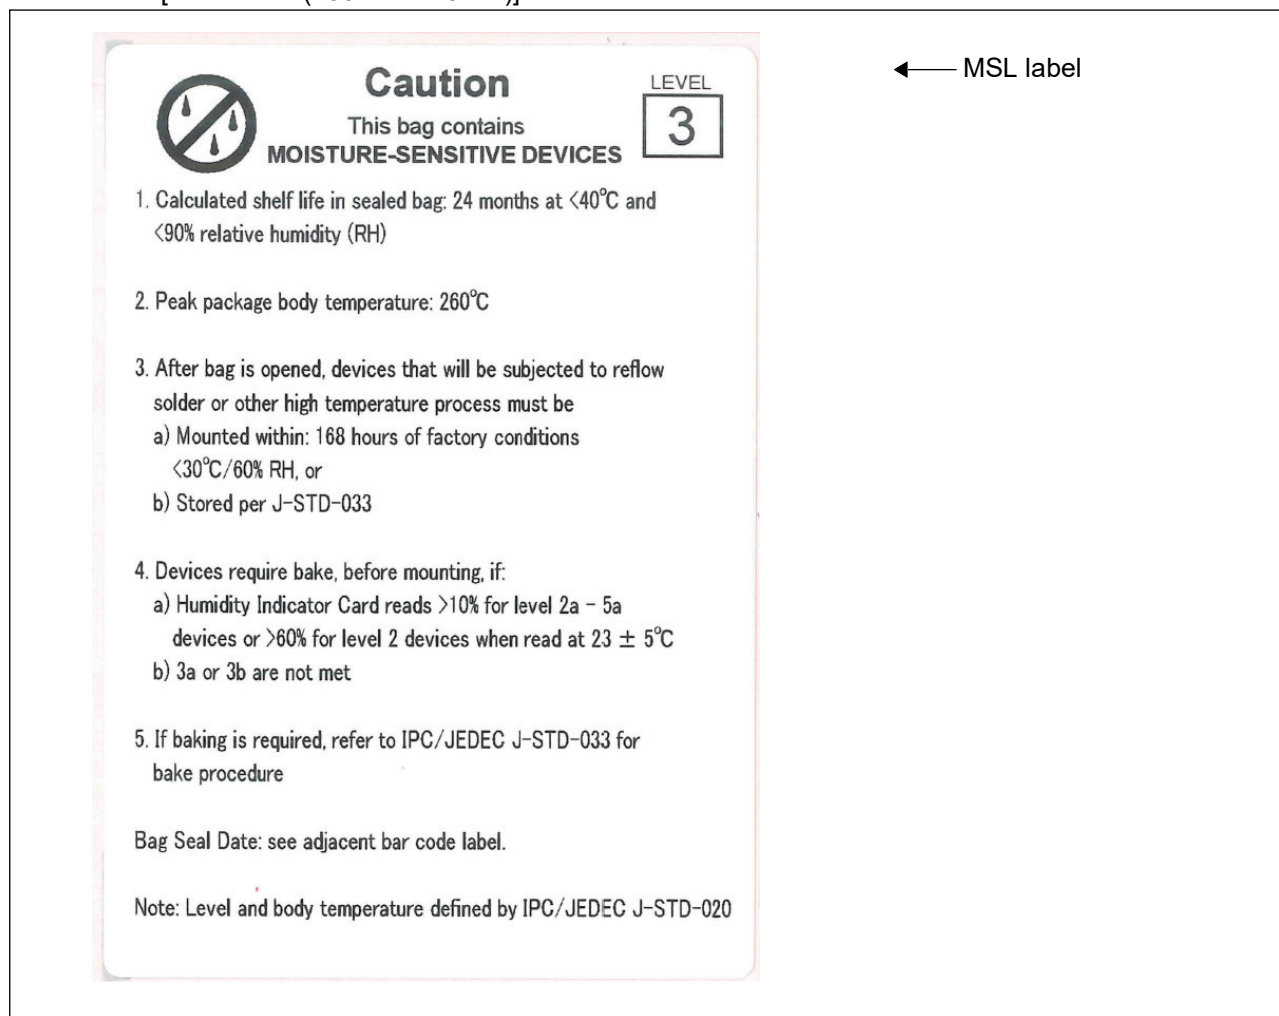 Caution
This bag contains
MOISTURE-SENSITIVE DEVICES
LEVEL
3
MSL label
1. Calculated shelf life in sealed bag: 24 months at <40°C and
<90% relative humidity (RH)
2. Peak package body temperature: 260°C
3. After bag is opened, devices that will be subjected to reflow
solder or other high temperature process must be
a) Mounted within: 168 hours of factory conditions
<30°C/60% RH, or
b) Stored per J-STD-033
4. Devices require bake, before mounting, if:
a) Humidity Indicator Card reads >10% for level 2a - 5a
devices or >60% for level 2 devices when read at 23 ± 5°C
b) 3a or 3b are not met
5. If baking is required, refer to IPC/JEDEC J-STD-033 for
bake procedure
Bag Seal Date: see adjacent bar code label.
Note: Level and body temperature defined by IPC/JEDEC J-STD-020